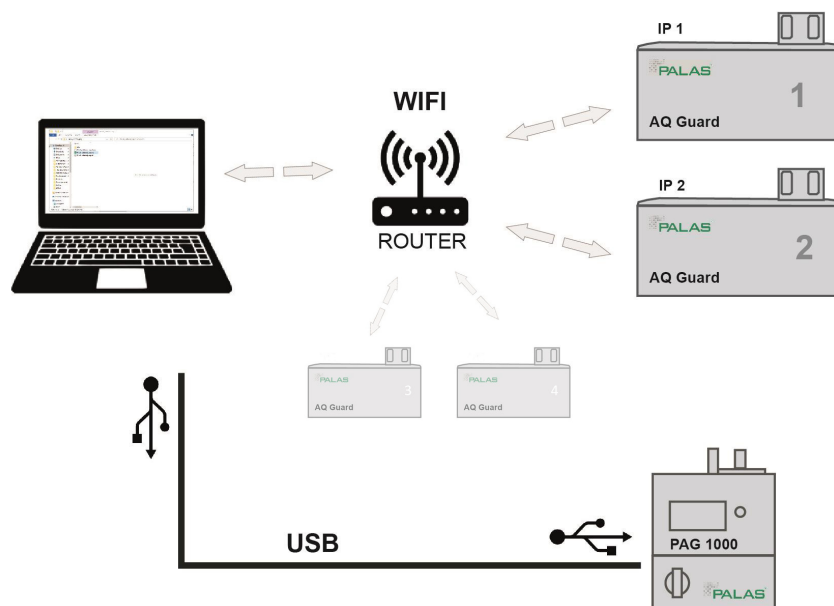 IP 1
PALAS
1
AQ Guard
WIFI
IP 2
PALAS
2
AQ Guard
ROUTER
PALAS
3
AQ Guard
PALAS
4
AQ Guard
USB
PAG 1000
PALAS